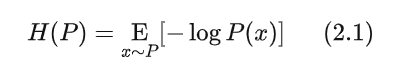 H(P) = E_{x∼P}[− log P(x)]  (2.1)